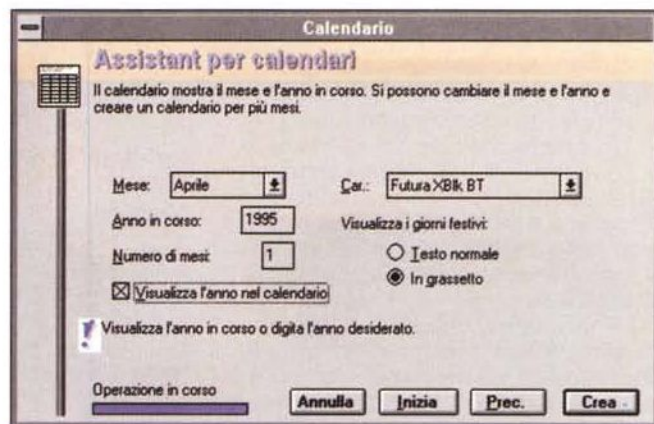 Calendario
Assistant per calendari
Il calendario mostra il mese e l'anno in corso. Si possono cambiare il mese e l'anno e
creare un calendario per più mesi.
Mese: Aprile
Car.: Futura XBlk BT
Anno in corso: 1995
Visualizza i giorni festivi:
Numero di mesi: 1
Testo normale
In grassetto
Visualizza l'anno nel calendario
Visualizza l'anno in corso o digita l'anno desiderato.
Operazione in corso
Annulla Inizia Prec. Crea